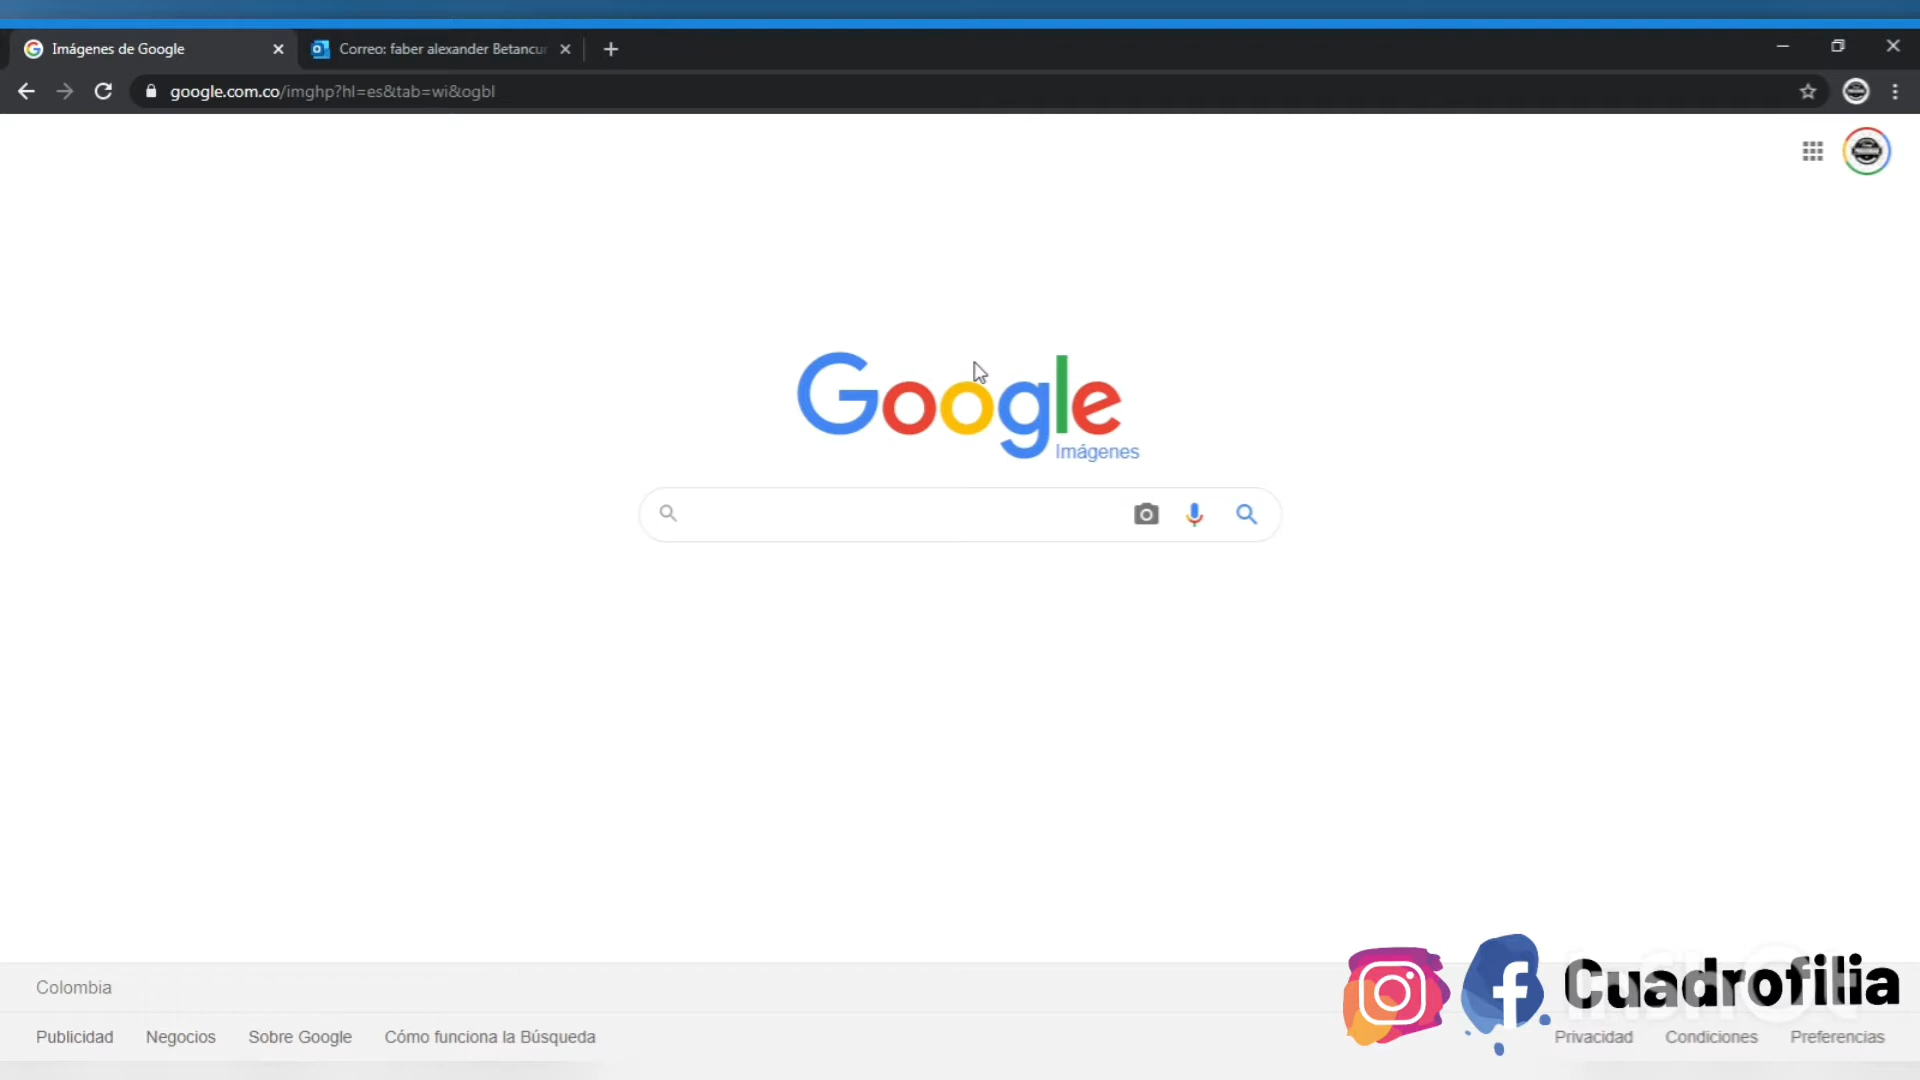 Imágenes de Google
Correo: faber alexander Betancur
google.com.co/imghp?hl=es&tab=wi&ogbl
Google
Imágenes
Colombia
Cuadrofilia
InShOt
Publicidad Negocios Sobre Google Cómo funciona la Búsqueda Privacidad Condiciones Preferencias